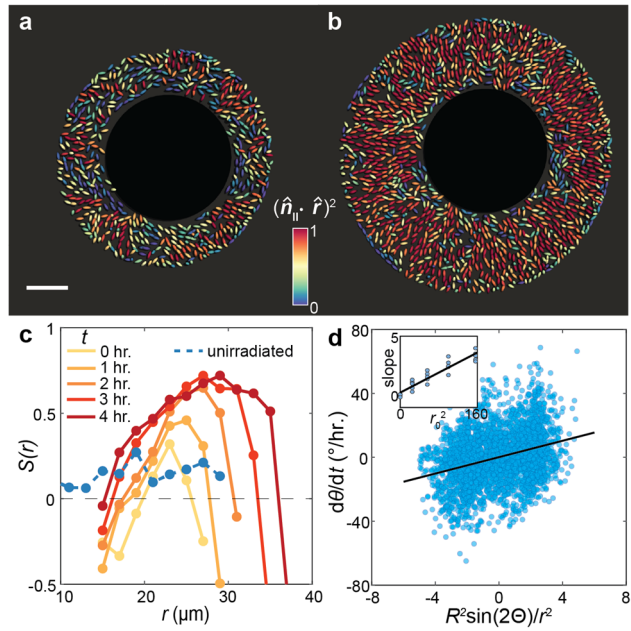 a
b
(n̂|| · r̂)²
1
0
c
d
t
0 hr.
1 hr.
2 hr.
3 hr.
4 hr.
unirradiated
1
0.5
0
-0.5
S(r)
10 20 30 40
r (μm)
80
40
0
-40
-80
dθ/dt (°/hr.)
5
0
slope
0 160
r₀²
-8 -4 0 4 8
R²sin(2Θ)/r²